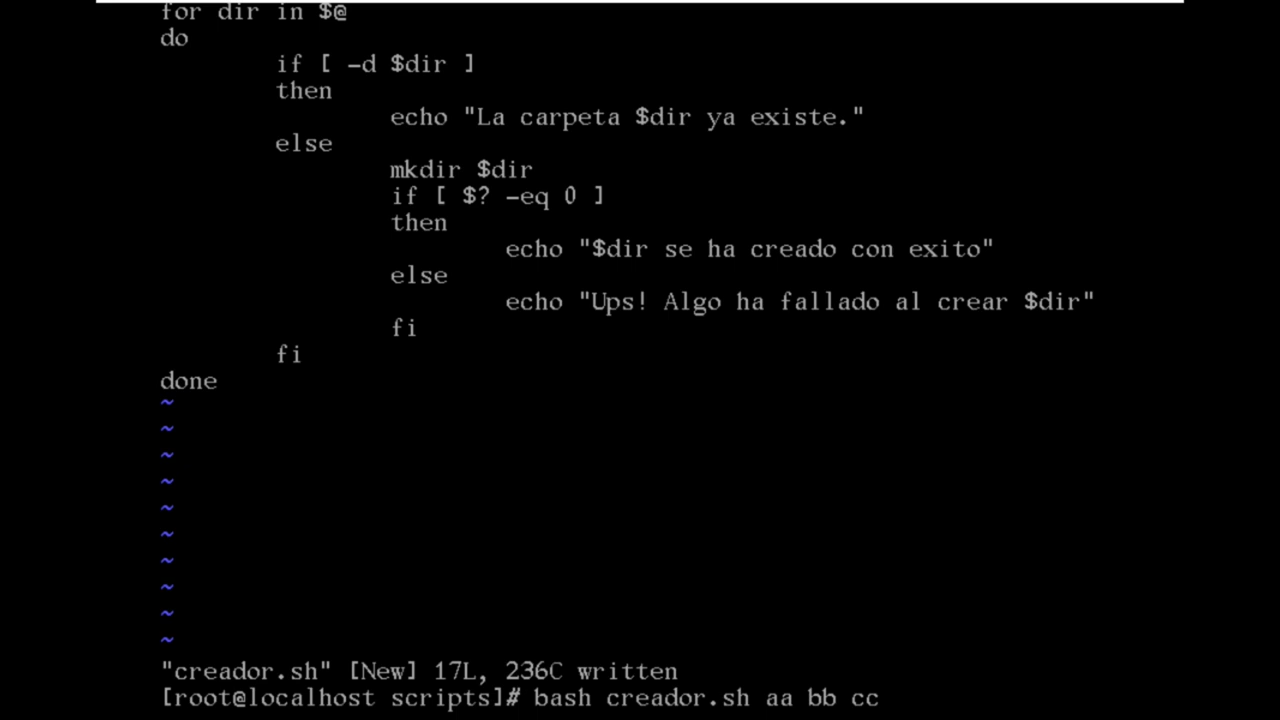 for dir in $@
do
if [ -d $dir ]
then
echo "La carpeta $dir ya existe."
else
mkdir $dir
if [ $? -eq 0 ]
then
echo "$dir se ha creado con exito"
else
echo "Ups! Algo ha fallado al crear $dir"
fi
fi
done
~
~
~
~
~
~
~
~
~
~
"creador.sh" [New] 17L, 236C written
[root@localhost scripts]# bash creador.sh aa bb cc